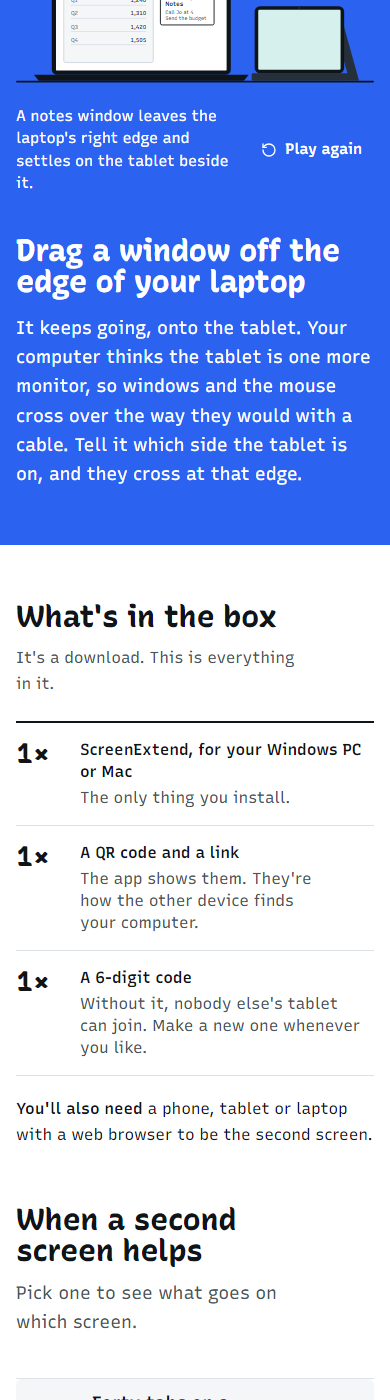 Q1 1,240
Q2 1,310
Q3 1,420
Q4 1,505
Notes
Call Jo at 4
Send the budget
A notes window leaves the
laptop's right edge and
settles on the tablet beside
it.
Play again
Drag a window off the
edge of your laptop
It keeps going, onto the tablet. Your
computer thinks the tablet is one more
monitor, so windows and the mouse
cross over the way they would with a
cable. Tell it which side the tablet is
on, and they cross at that edge.
What's in the box
It's a download. This is everything
in it.
1×
ScreenExtend, for your Windows PC
or Mac
The only thing you install.
1×
A QR code and a link
The app shows them. They're
how the other device finds
your computer.
1×
A 6-digit code
Without it, nobody else's tablet
can join. Make a new one whenever
you like.
You'll also need a phone, tablet or laptop
with a web browser to be the second screen.
When a second
screen helps
Pick one to see what goes on
which screen.